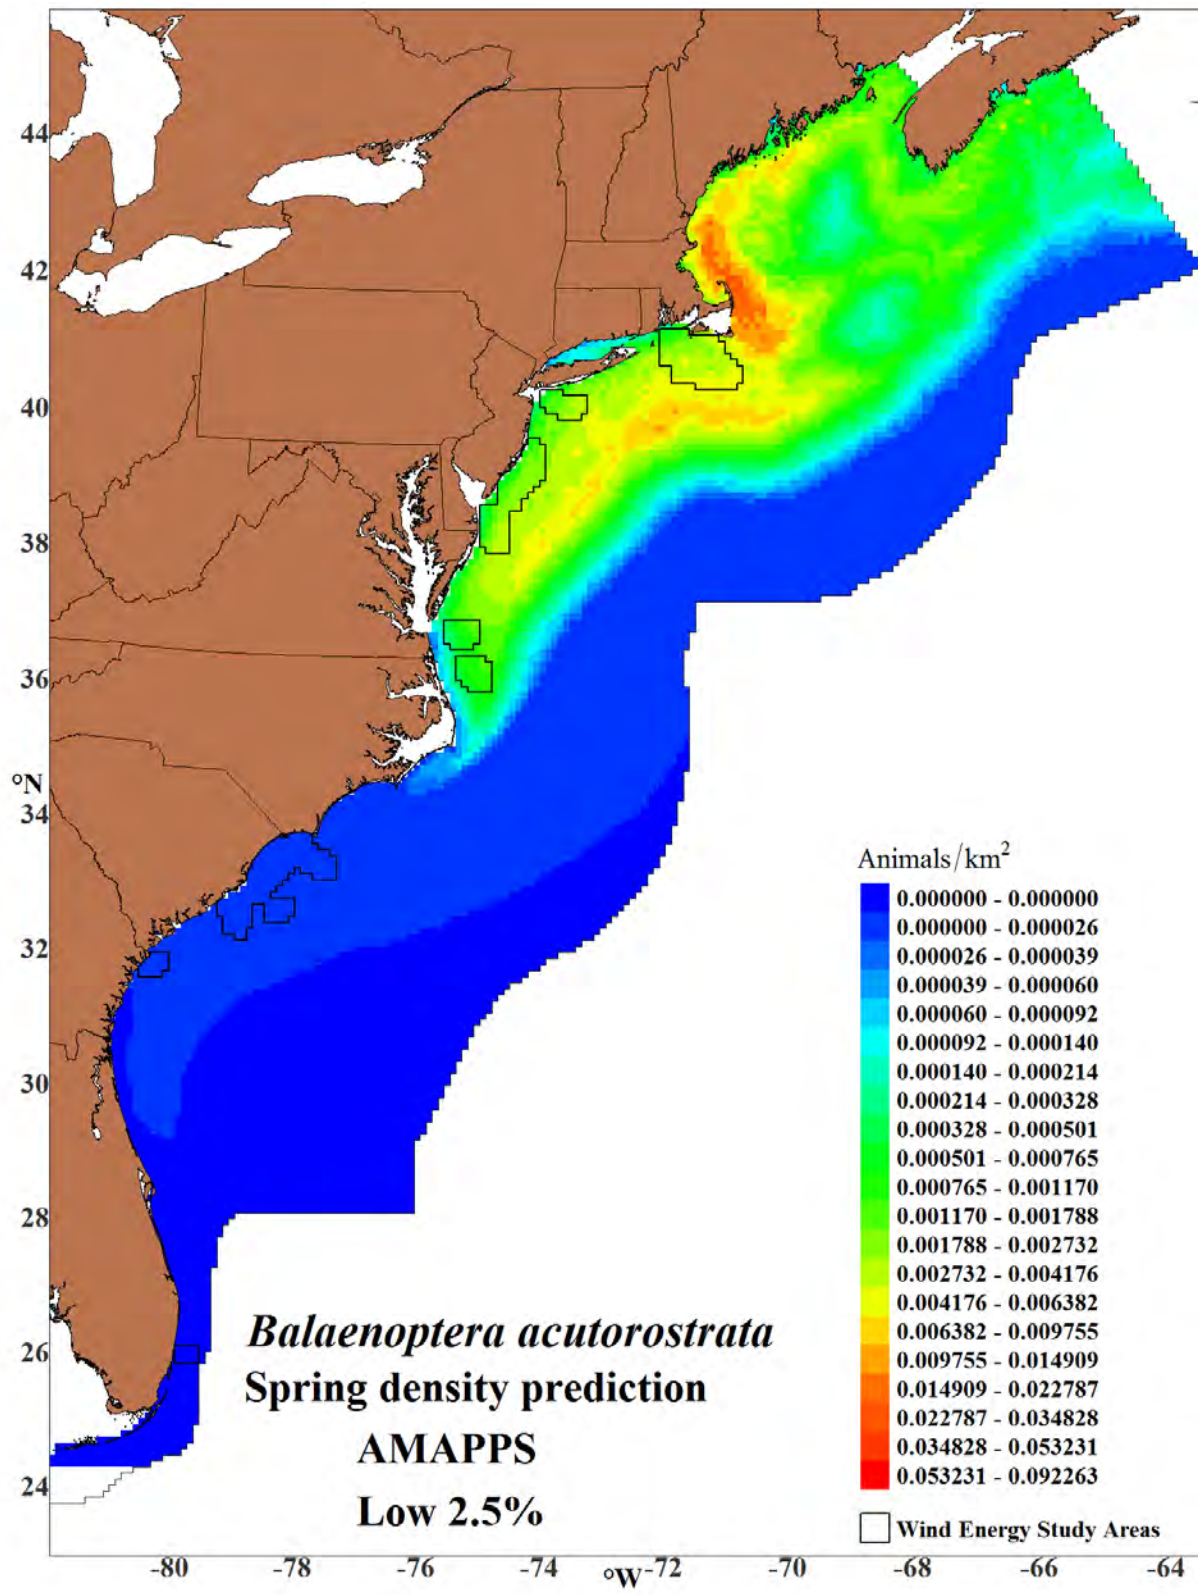 44
42
40
38
36
°N
34
32
30
28
26
24
Animals/km²
0.000000 - 0.000000
0.000000 - 0.000026
0.000026 - 0.000039
0.000039 - 0.000060
0.000060 - 0.000092
0.000092 - 0.000140
0.000140 - 0.000214
0.000214 - 0.000328
0.000328 - 0.000501
0.000501 - 0.000765
0.000765 - 0.001170
0.001170 - 0.001788
0.001788 - 0.002732
0.002732 - 0.004176
0.004176 - 0.006382
0.006382 - 0.009755
0.009755 - 0.014909
0.014909 - 0.022787
0.022787 - 0.034828
0.034828 - 0.053231
0.053231 - 0.092263
Wind Energy Study Areas
Balaenoptera acutorostrata
Spring density prediction
AMAPPS
Low 2.5%
-80 -78 -76 -74 °W -72 -70 -68 -66 -64